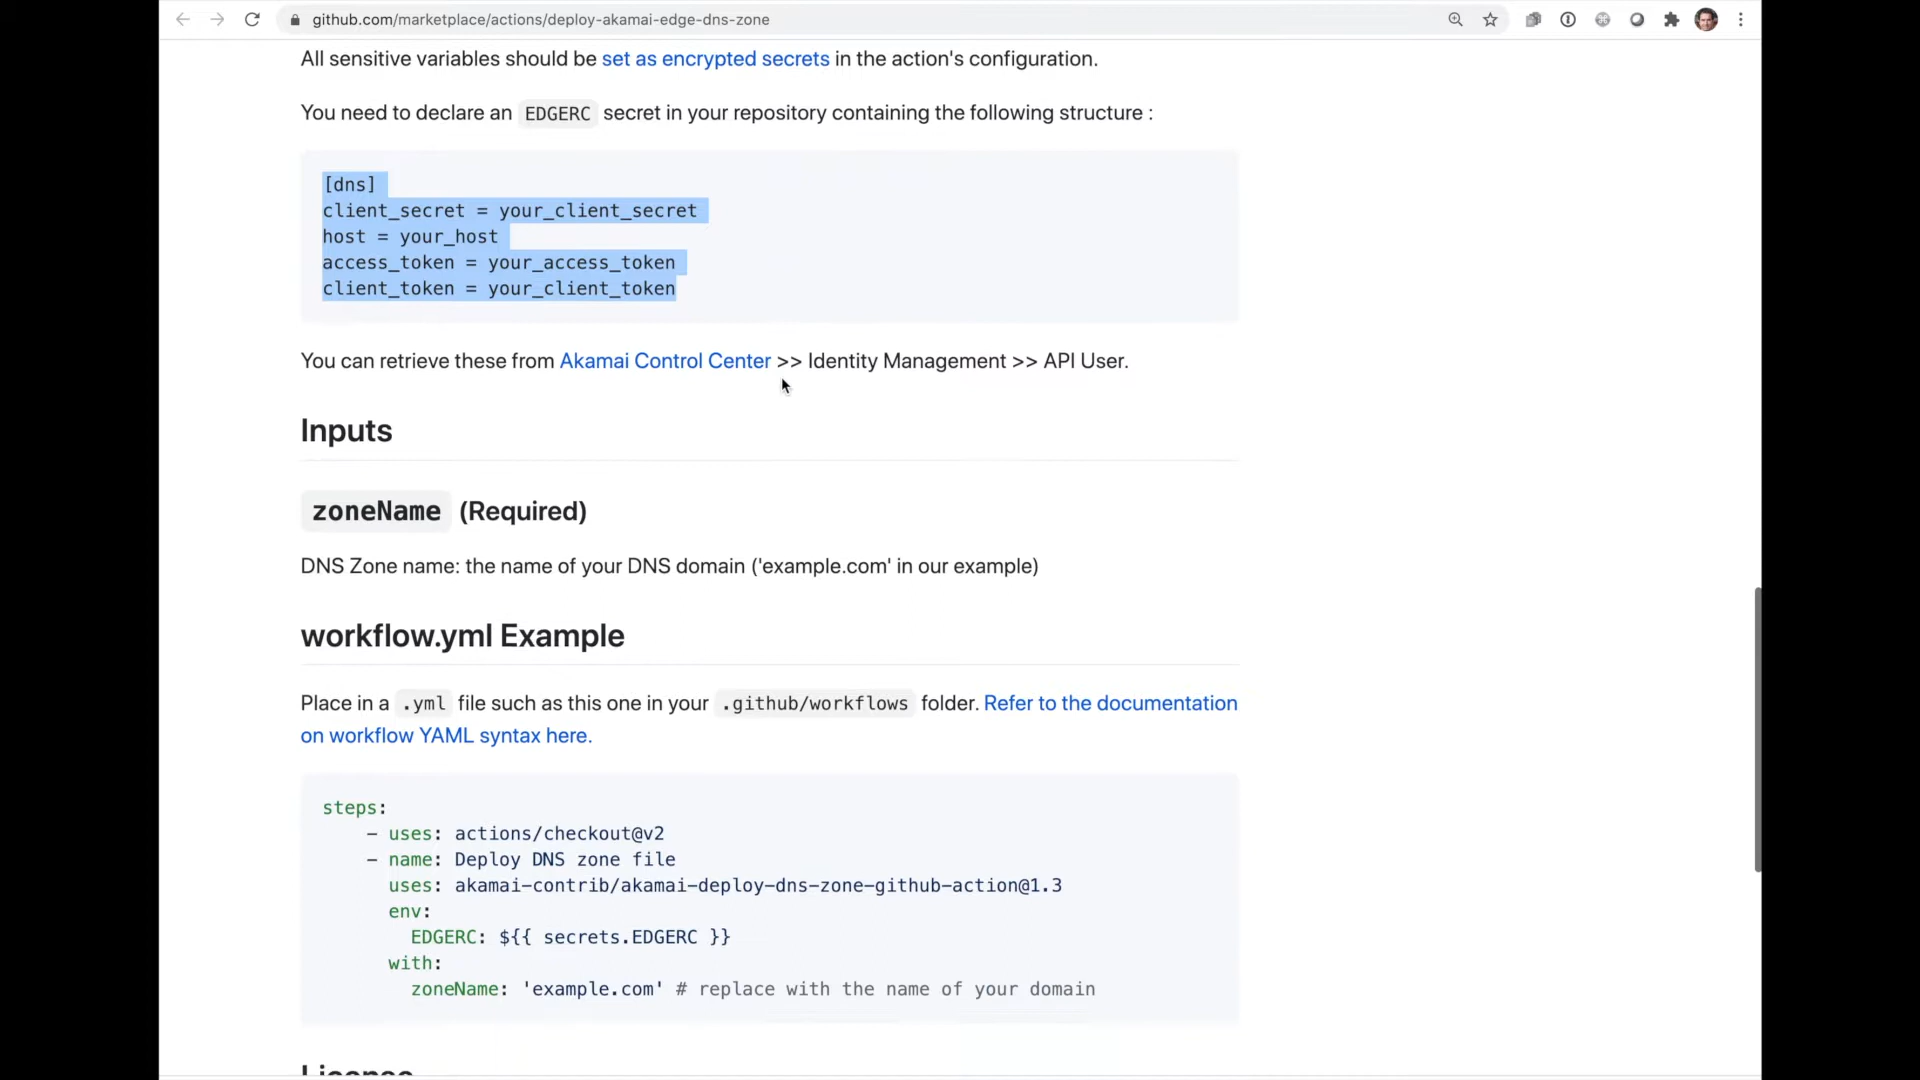 github.com/marketplace/actions/deploy-akamai-edge-dns-zone
All sensitive variables should be set as encrypted secrets in the action's configuration.
You need to declare an EDGERC secret in your repository containing the following structure :
[dns]
client_secret = your_client_secret
host = your_host
access_token = your_access_token
client_token = your_client_token
You can retrieve these from Akamai Control Center >> Identity Management >> API User.
Inputs
zoneName (Required)
DNS Zone name: the name of your DNS domain ('example.com' in our example)
workflow.yml Example
Place in a .yml file such as this one in your .github/workflows folder. Refer to the documentation
on workflow YAML syntax here.
steps:
- uses: actions/checkout@v2
- name: Deploy DNS zone file
uses: akamai-contrib/akamai-deploy-dns-zone-github-action@1.3
env:
EDGERC: ${{ secrets.EDGERC }}
with:
zoneName: 'example.com' # replace with the name of your domain
License